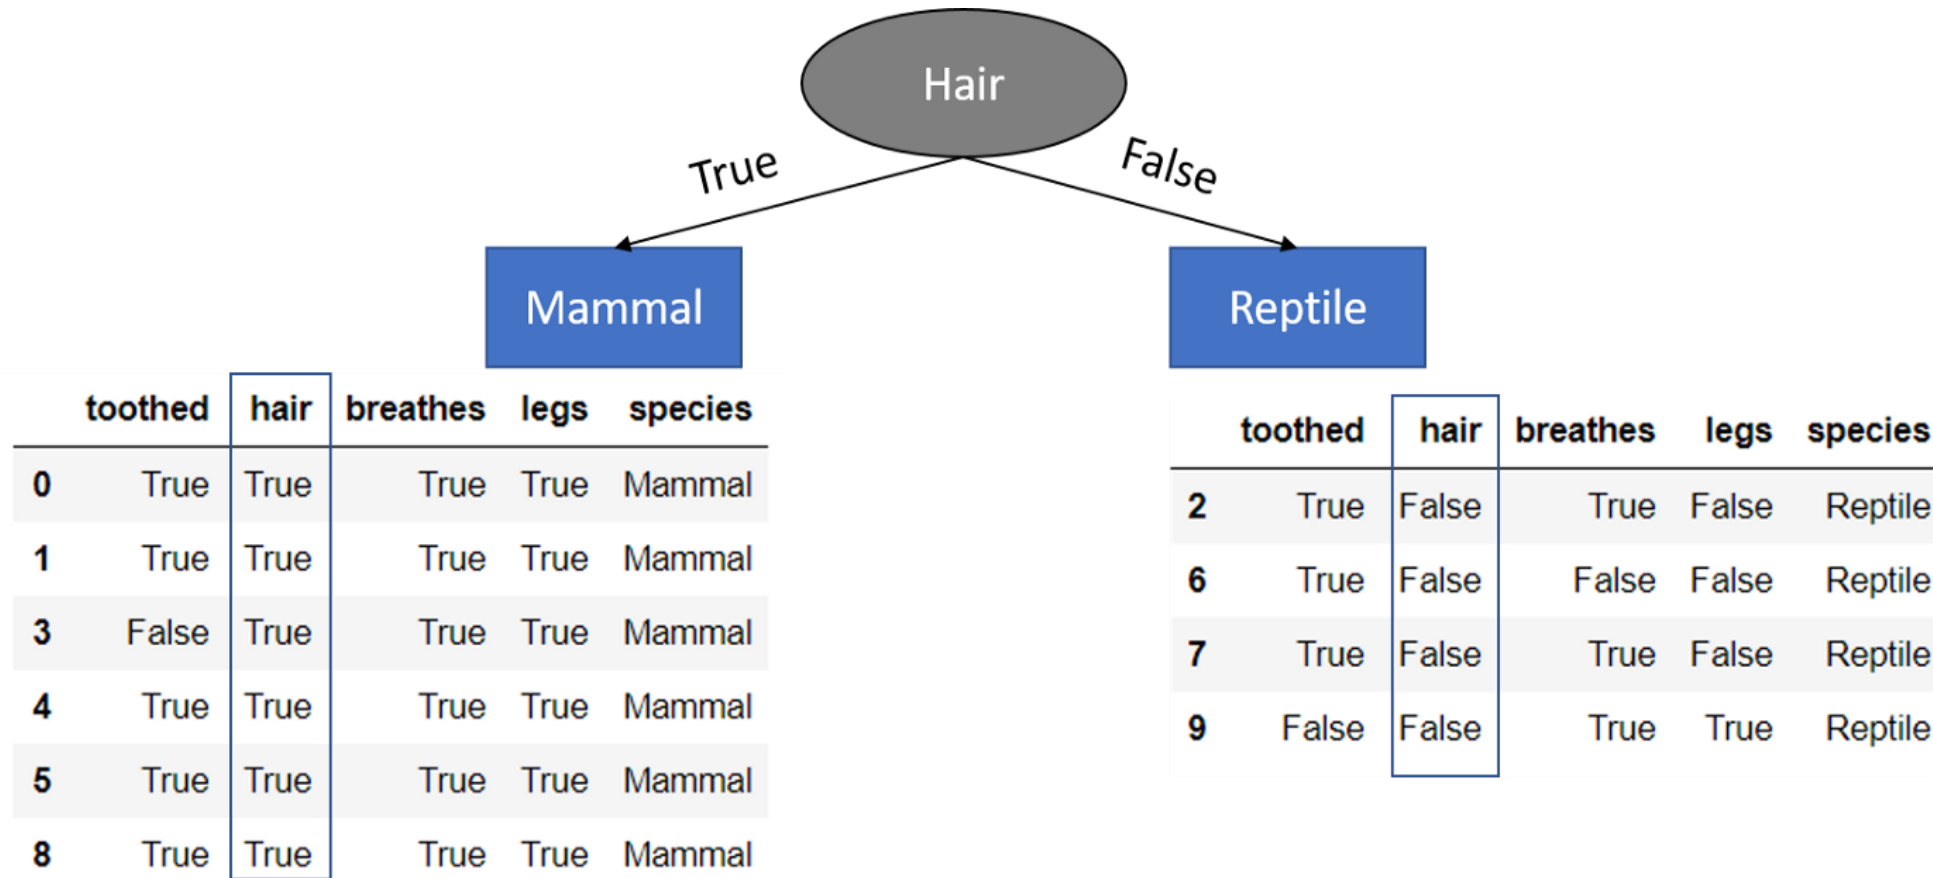 Hair
True
False
Mammal
Reptile
toothed hair breathes legs species
0 True True True True Mammal
1 True True True True Mammal
3 False True True True Mammal
4 True True True True Mammal
5 True True True True Mammal
8 True True True True Mammal
toothed hair breathes legs species
2 True False True False Reptile
6 True False False False Reptile
7 True False True False Reptile
9 False False True True Reptile